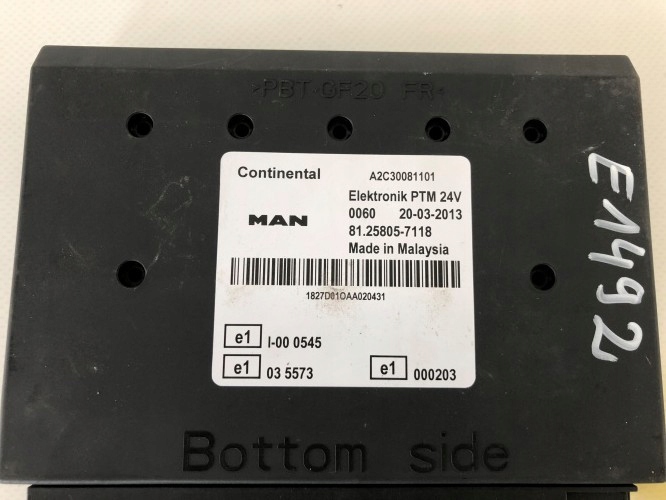 >PBT-GF20 FR<
Continental A2C30081101
Elektronik PTM 24V
MAN 0060 20-03-2013
81.25805-7118
Made in Malaysia
1827D01OAA020431
e1 I-00 0545
e1 03 5573 e1 000203
Bottom side
E1492